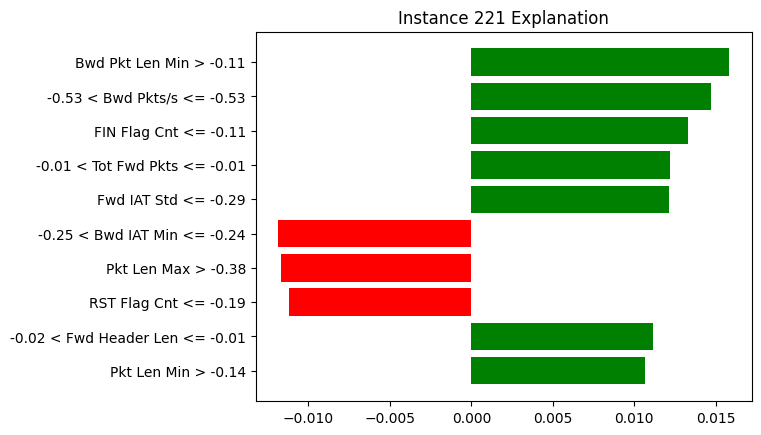 Instance 221 Explanation
Bwd Pkt Len Min > -0.11
-0.53 < Bwd Pkts/s <= -0.53
FIN Flag Cnt <= -0.11
-0.01 < Tot Fwd Pkts <= -0.01
Fwd IAT Std <= -0.29
-0.25 < Bwd IAT Min <= -0.24
Pkt Len Max > -0.38
RST Flag Cnt <= -0.19
-0.02 < Fwd Header Len <= -0.01
Pkt Len Min > -0.14
−0.010 −0.005 0.000 0.005 0.010 0.015